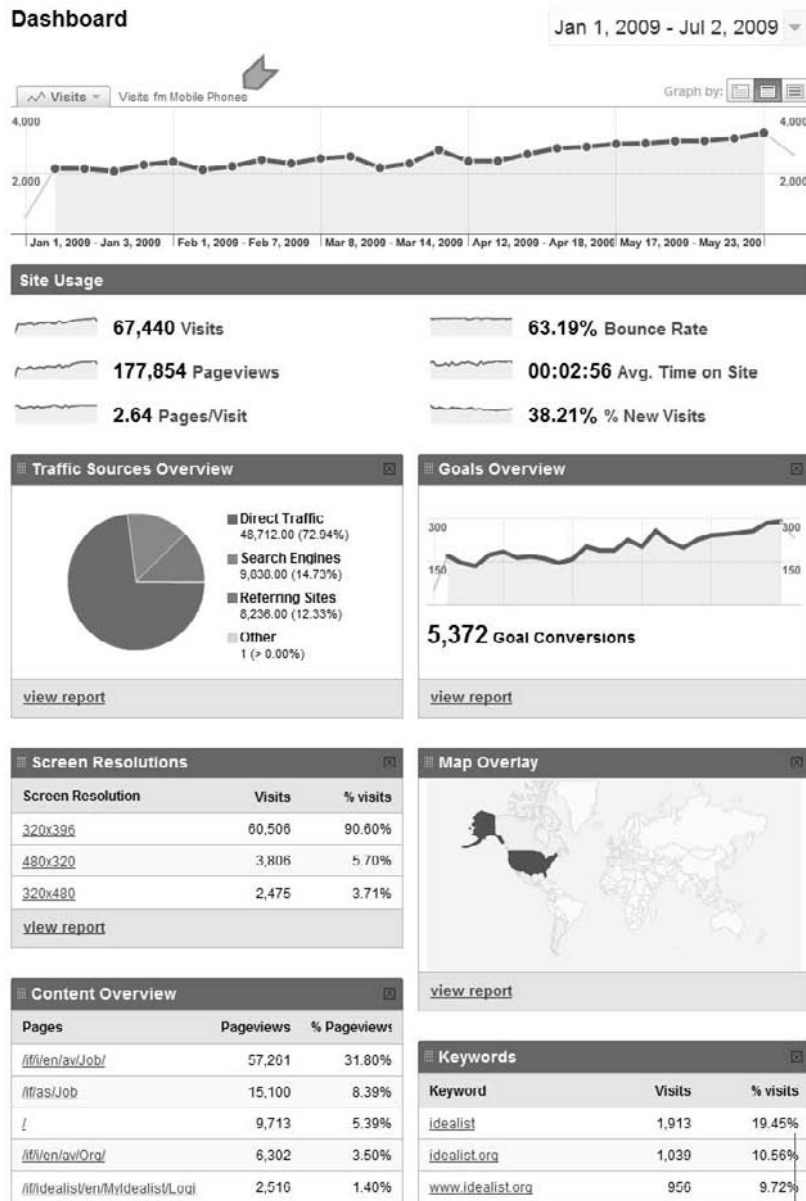 Dashboard
Jan 1, 2009 - Jul 2, 2009
Visits
Visits fm Mobile Phones
Graph by:
4,000
4,000
2,000
2,000
Jan 1, 2009 - Jan 3, 2009
Feb 1, 2009 - Feb 7, 2009
Mar 8, 2009 - Mar 14, 2009
Apr 12, 2009 - Apr 18, 2009
May 17, 2009 - May 23, 200
Site Usage
67,440 Visits
63.19% Bounce Rate
177,854 Pageviews
00:02:56 Avg. Time on Site
2.64 Pages/Visit
38.21% % New Visits
Traffic Sources Overview
Direct Traffic
48,712.00 (72.94%)
Search Engines
9,838.00 (14.73%)
Referring Sites
8,236.00 (12.33%)
Other
1 (> 0.00%)
view report
Goals Overview
300
300
150
150
5,372 Goal Conversions
view report
Screen Resolutions
Screen Resolution Visits % visits
320x396 60,506 90.60%
480x320 3,806 5.70%
320x480 2,475 3.71%
view report
Map Overlay
view report
Content Overview
Pages Pageviews % Pageviews
/if/i/en/av/Job/ 57,261 31.80%
/if/as/Job 15,100 8.39%
/ 9,713 5.39%
/if/i/en/av/Org/ 6,302 3.50%
/if/idealist/en/MyIdealist/Logi 2,516 1.40%
Keywords
Keyword Visits % visits
idealist 1,913 19.45%
idealist.org 1,039 10.56%
www.idealist.org 956 9.72%